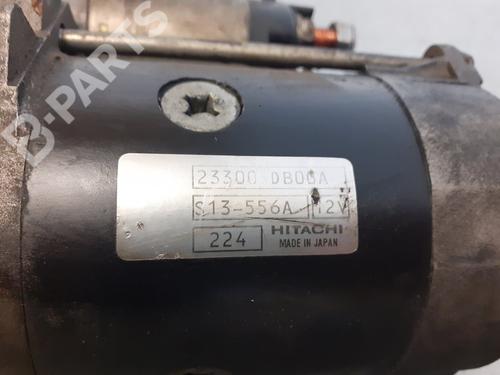 B-PARTS
23300 DB00A
S13-556A 12V
224 HITACHI
MADE IN JAPAN